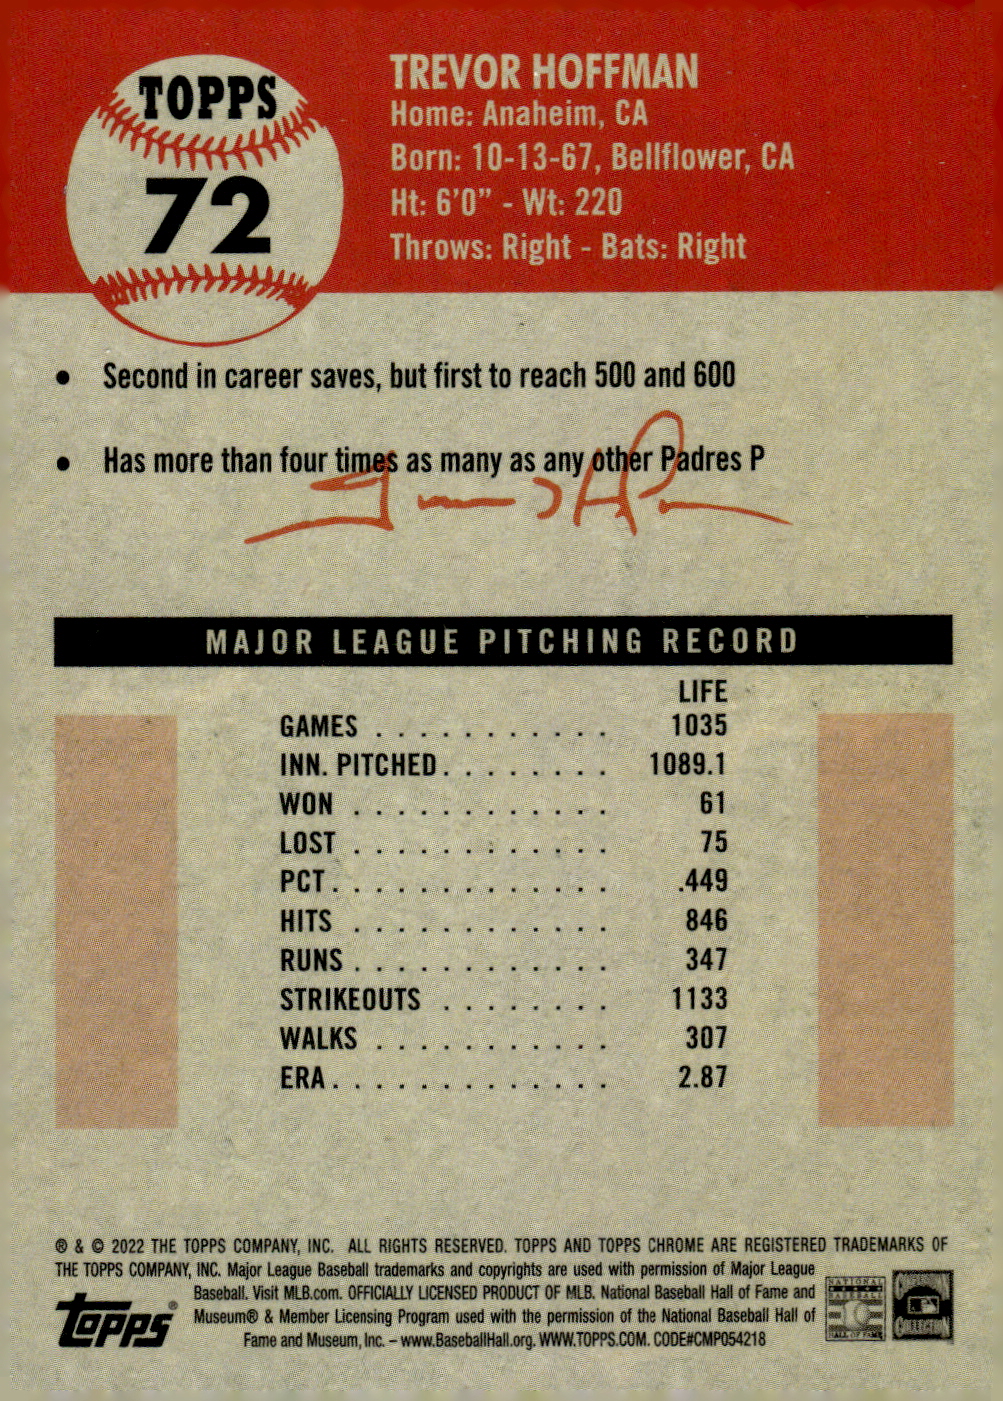 TOPPS
72
TREVOR HOFFMAN
Home: Anaheim, CA
Born: 10-13-67, Bellflower, CA
Ht: 6'0” - Wt: 220
Throws: Right - Bats: Right
• Second in career saves, but first to reach 500 and 600
• Has more than four times as many as any other Padres P
MAJOR LEAGUE PITCHING RECORD
LIFE
GAMES . . . . . . . . . . . 1035
INN. PITCHED. . . . . . . . 1089.1
WON . . . . . . . . . . . . 61
LOST . . . . . . . . . . . . 75
PCT. . . . . . . . . . . . . .449
HITS . . . . . . . . . . . . 846
RUNS . . . . . . . . . . . . 347
STRIKEOUTS . . . . . . . . 1133
WALKS . . . . . . . . . . . 307
ERA. . . . . . . . . . . . . 2.87
® & © 2022 THE TOPPS COMPANY, INC. ALL RIGHTS RESERVED. TOPPS AND TOPPS CHROME ARE REGISTERED TRADEMARKS OF
THE TOPPS COMPANY, INC. Major League Baseball trademarks and copyrights are used with permission of Major League
Baseball. Visit MLB.com. OFFICIALLY LICENSED PRODUCT OF MLB. National Baseball Hall of Fame and
Museum® & Member Licensing Program used with the permission of the National Baseball Hall of
Fame and Museum, Inc. – www.BaseballHall.org. WWW.TOPPS.COM. CODE#CMP054218
Topps®
NATIONAL
BASEBALL
HALL OF FAME
COLLECTION